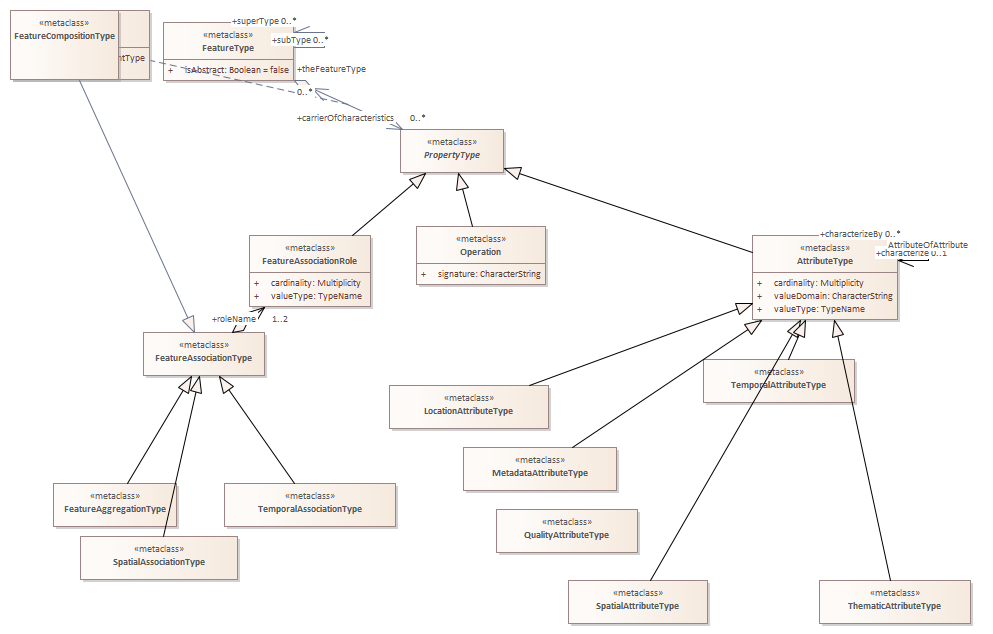 «metaclass»
FeatureCompositionType
ntType
+superType 0..*
«metaclass»
FeatureType
+subType 0..*
+ isAbstract: Boolean = false
+theFeatureType
0..*
+carrierOfCharacteristics 0..*
«metaclass»
PropertyType
«metaclass»
FeatureAssociationRole
+ cardinality: Multiplicity
+ valueType: TypeName
«metaclass»
Operation
+ signature: CharacterString
+characterizeBy 0..*
«metaclass»
AttributeType
AttributeOfAttribute
+characterize 0..1
+ cardinality: Multiplicity
+ valueDomain: CharacterString
+ valueType: TypeName
+roleName 1..2
«metaclass»
FeatureAssociationType
«metaclass»
TemporalAttributeType
«metaclass»
LocationAttributeType
«metaclass»
MetadataAttributeType
«metaclass»
FeatureAggregationType
«metaclass»
TemporalAssociationType
«metaclass»
QualityAttributeType
«metaclass»
SpatialAssociationType
«metaclass»
SpatialAttributeType
«metaclass»
ThematicAttributeType